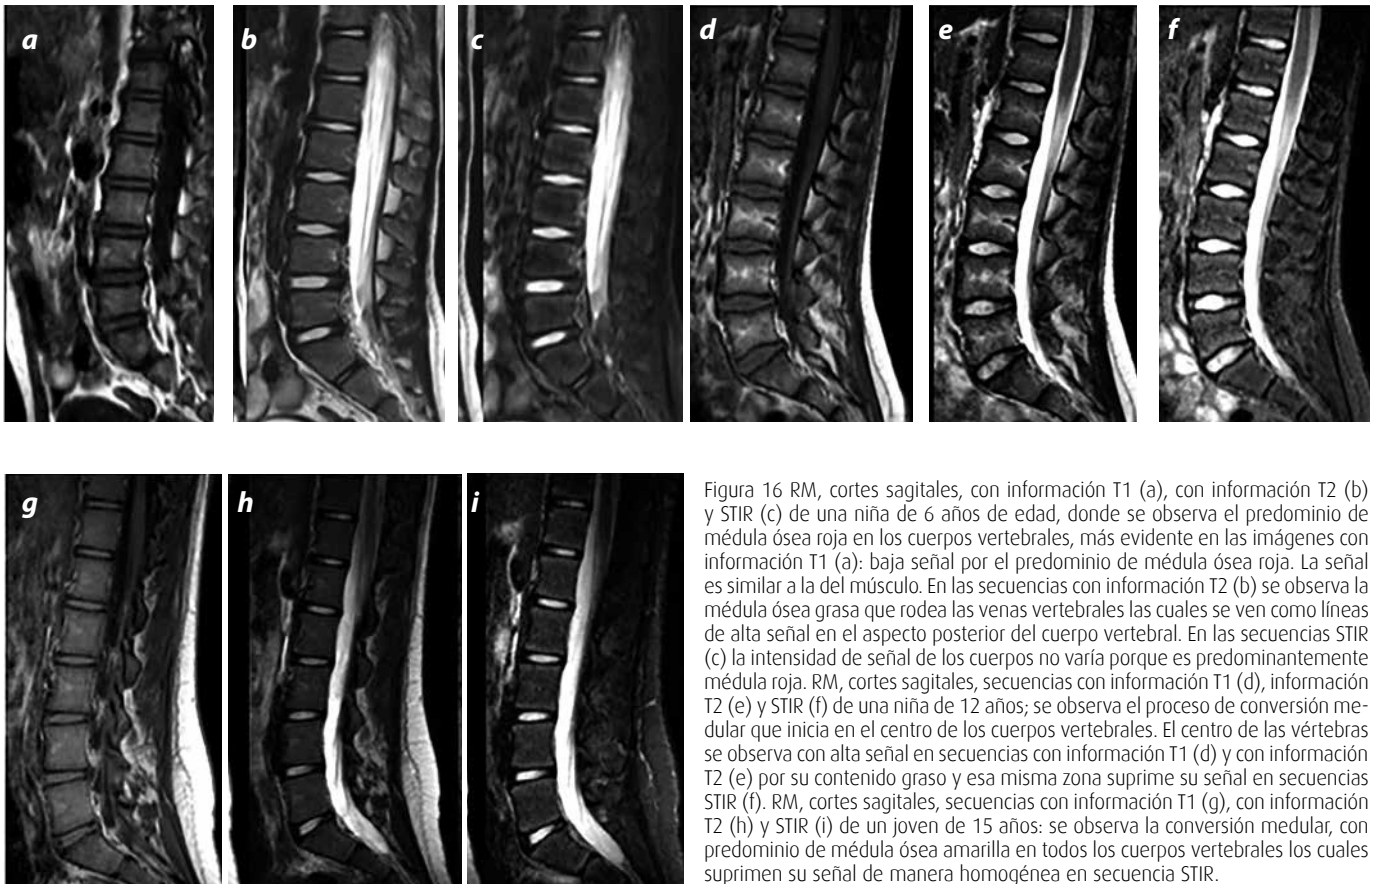 a
b
c
d
e
f
g
h
i
Figura 16 RM, cortes sagitales, con información T1 (a), con información T2 (b)
y STIR (c) de una niña de 6 años de edad, donde se observa el predominio de
médula ósea roja en los cuerpos vertebrales, más evidente en las imágenes con
información T1 (a): baja señal por el predominio de médula ósea roja. La señal
es similar a la del músculo. En las secuencias con información T2 (b) se observa la
médula ósea grasa que rodea las venas vertebrales las cuales se ven como líneas
de alta señal en el aspecto posterior del cuerpo vertebral. En las secuencias STIR
(c) la intensidad de señal de los cuerpos no varía porque es predominantemente
médula roja. RM, cortes sagitales, secuencias con información T1 (d), información
T2 (e) y STIR (f) de una niña de 12 años; se observa el proceso de conversión me-
dular que inicia en el centro de los cuerpos vertebrales. El centro de las vértebras
se observa con alta señal en secuencias con información T1 (d) y con información
T2 (e) por su contenido graso y esa misma zona suprime su señal en secuencias
STIR (f). RM, cortes sagitales, secuencias con información T1 (g), con información
T2 (h) y STIR (i) de un joven de 15 años: se observa la conversión medular, con
predominio de médula ósea amarilla en todos los cuerpos vertebrales los cuales
suprimen su señal de manera homogénea en secuencia STIR.